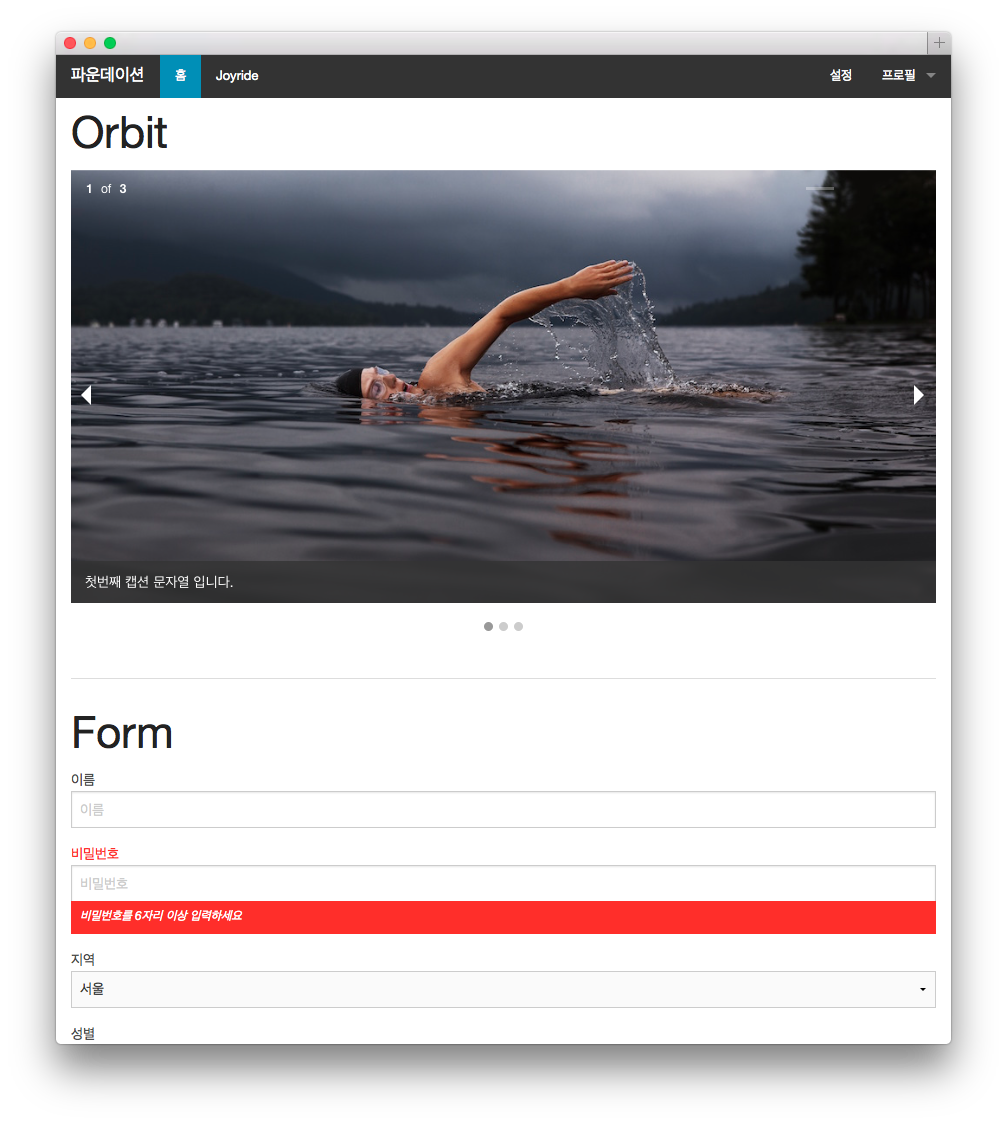 파운데이션 홈 Joyride 설정 프로필
Orbit
1 of 3
첫번째 캡션 문자열 입니다.
Form
이름
이름
비밀번호
비밀번호
비밀번호를 6자리 이상 입력하세요
지역
서울
성별